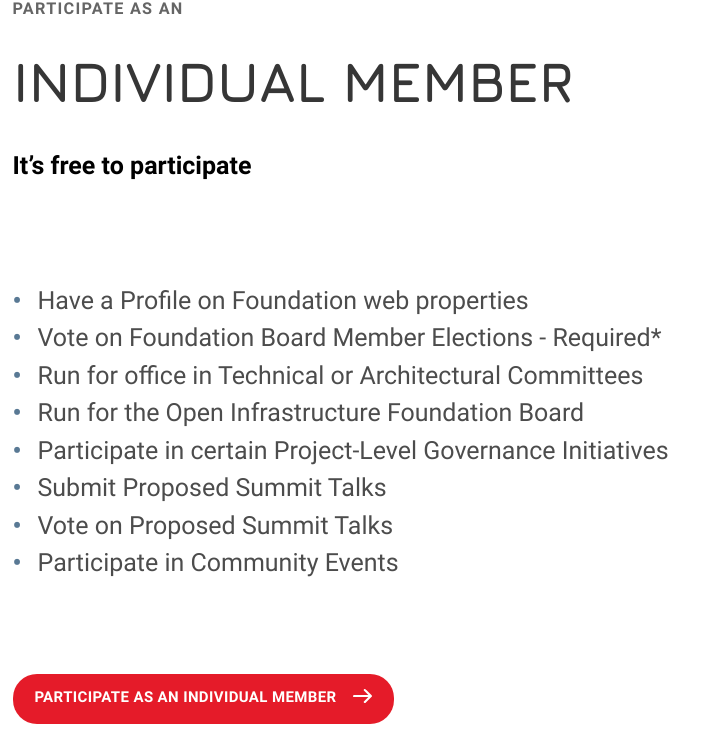 PARTICIPATE AS AN
INDIVIDUAL MEMBER
It’s free to participate
• Have a Profile on Foundation web properties
• Vote on Foundation Board Member Elections - Required*
• Run for office in Technical or Architectural Committees
• Run for the Open Infrastructure Foundation Board
• Participate in certain Project-Level Governance Initiatives
• Submit Proposed Summit Talks
• Vote on Proposed Summit Talks
• Participate in Community Events
PARTICIPATE AS AN INDIVIDUAL MEMBER →